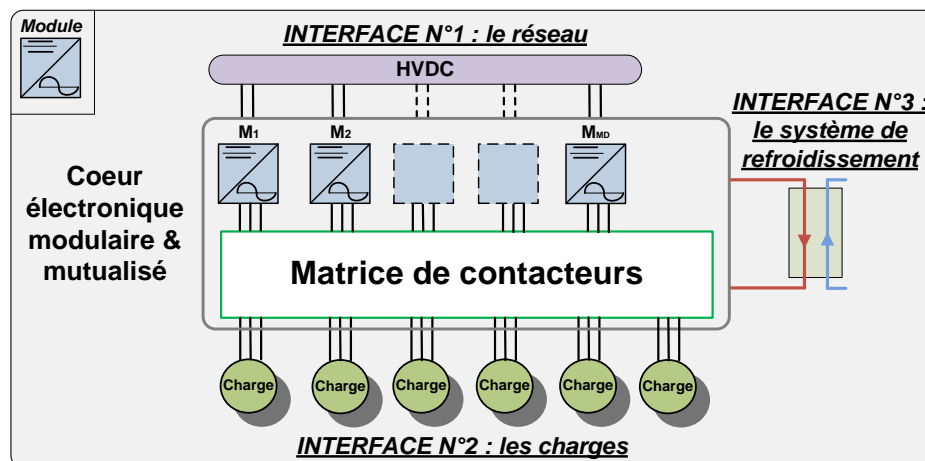 Module
INTERFACE N°1 : le réseau
HVDC
INTERFACE N°3 :
le système de
refroidissement
M1
M2
MMD
Coeur
électronique
modulaire &
mutualisé
Matrice de contacteurs
Charge
Charge
Charge
Charge
Charge
Charge
INTERFACE N°2 : les charges